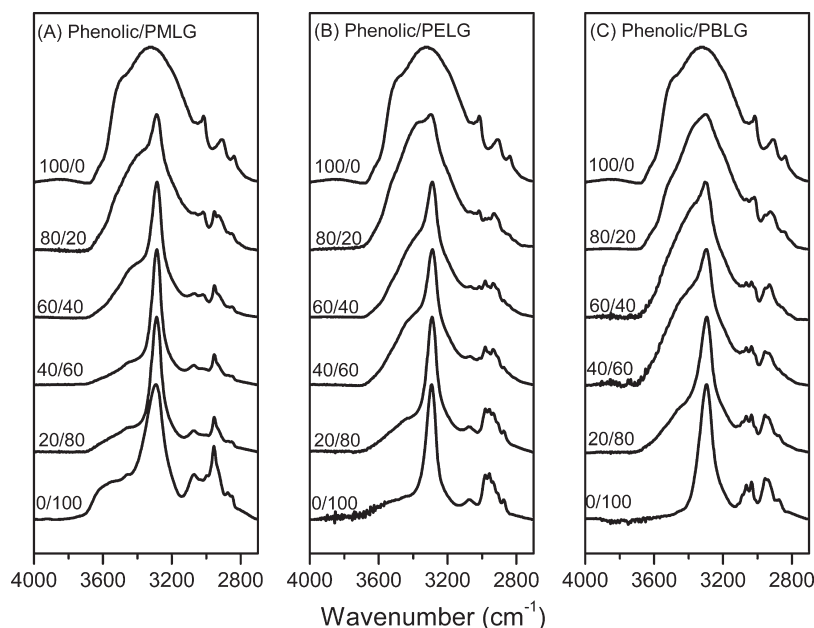 (A) Phenolic/PMLG
100/0
80/20
60/40
40/60
20/80
0/100
4000 3600 3200 2800
(B) Phenolic/PELG
100/0
80/20
60/40
40/60
20/80
0/100
4000 3600 3200 2800
(C) Phenolic/PBLG
100/0
80/20
60/40
40/60
20/80
0/100
4000 3600 3200 2800
Wavenumber (cm⁻¹)